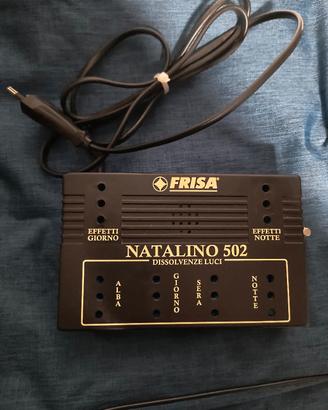 FRISA
EFFETTI
GIORNO
EFFETTI
NOTTE
NATALINO 502
DISSOLVENZE LUCI
ALBA
GIORNO
SERA
NOTTE